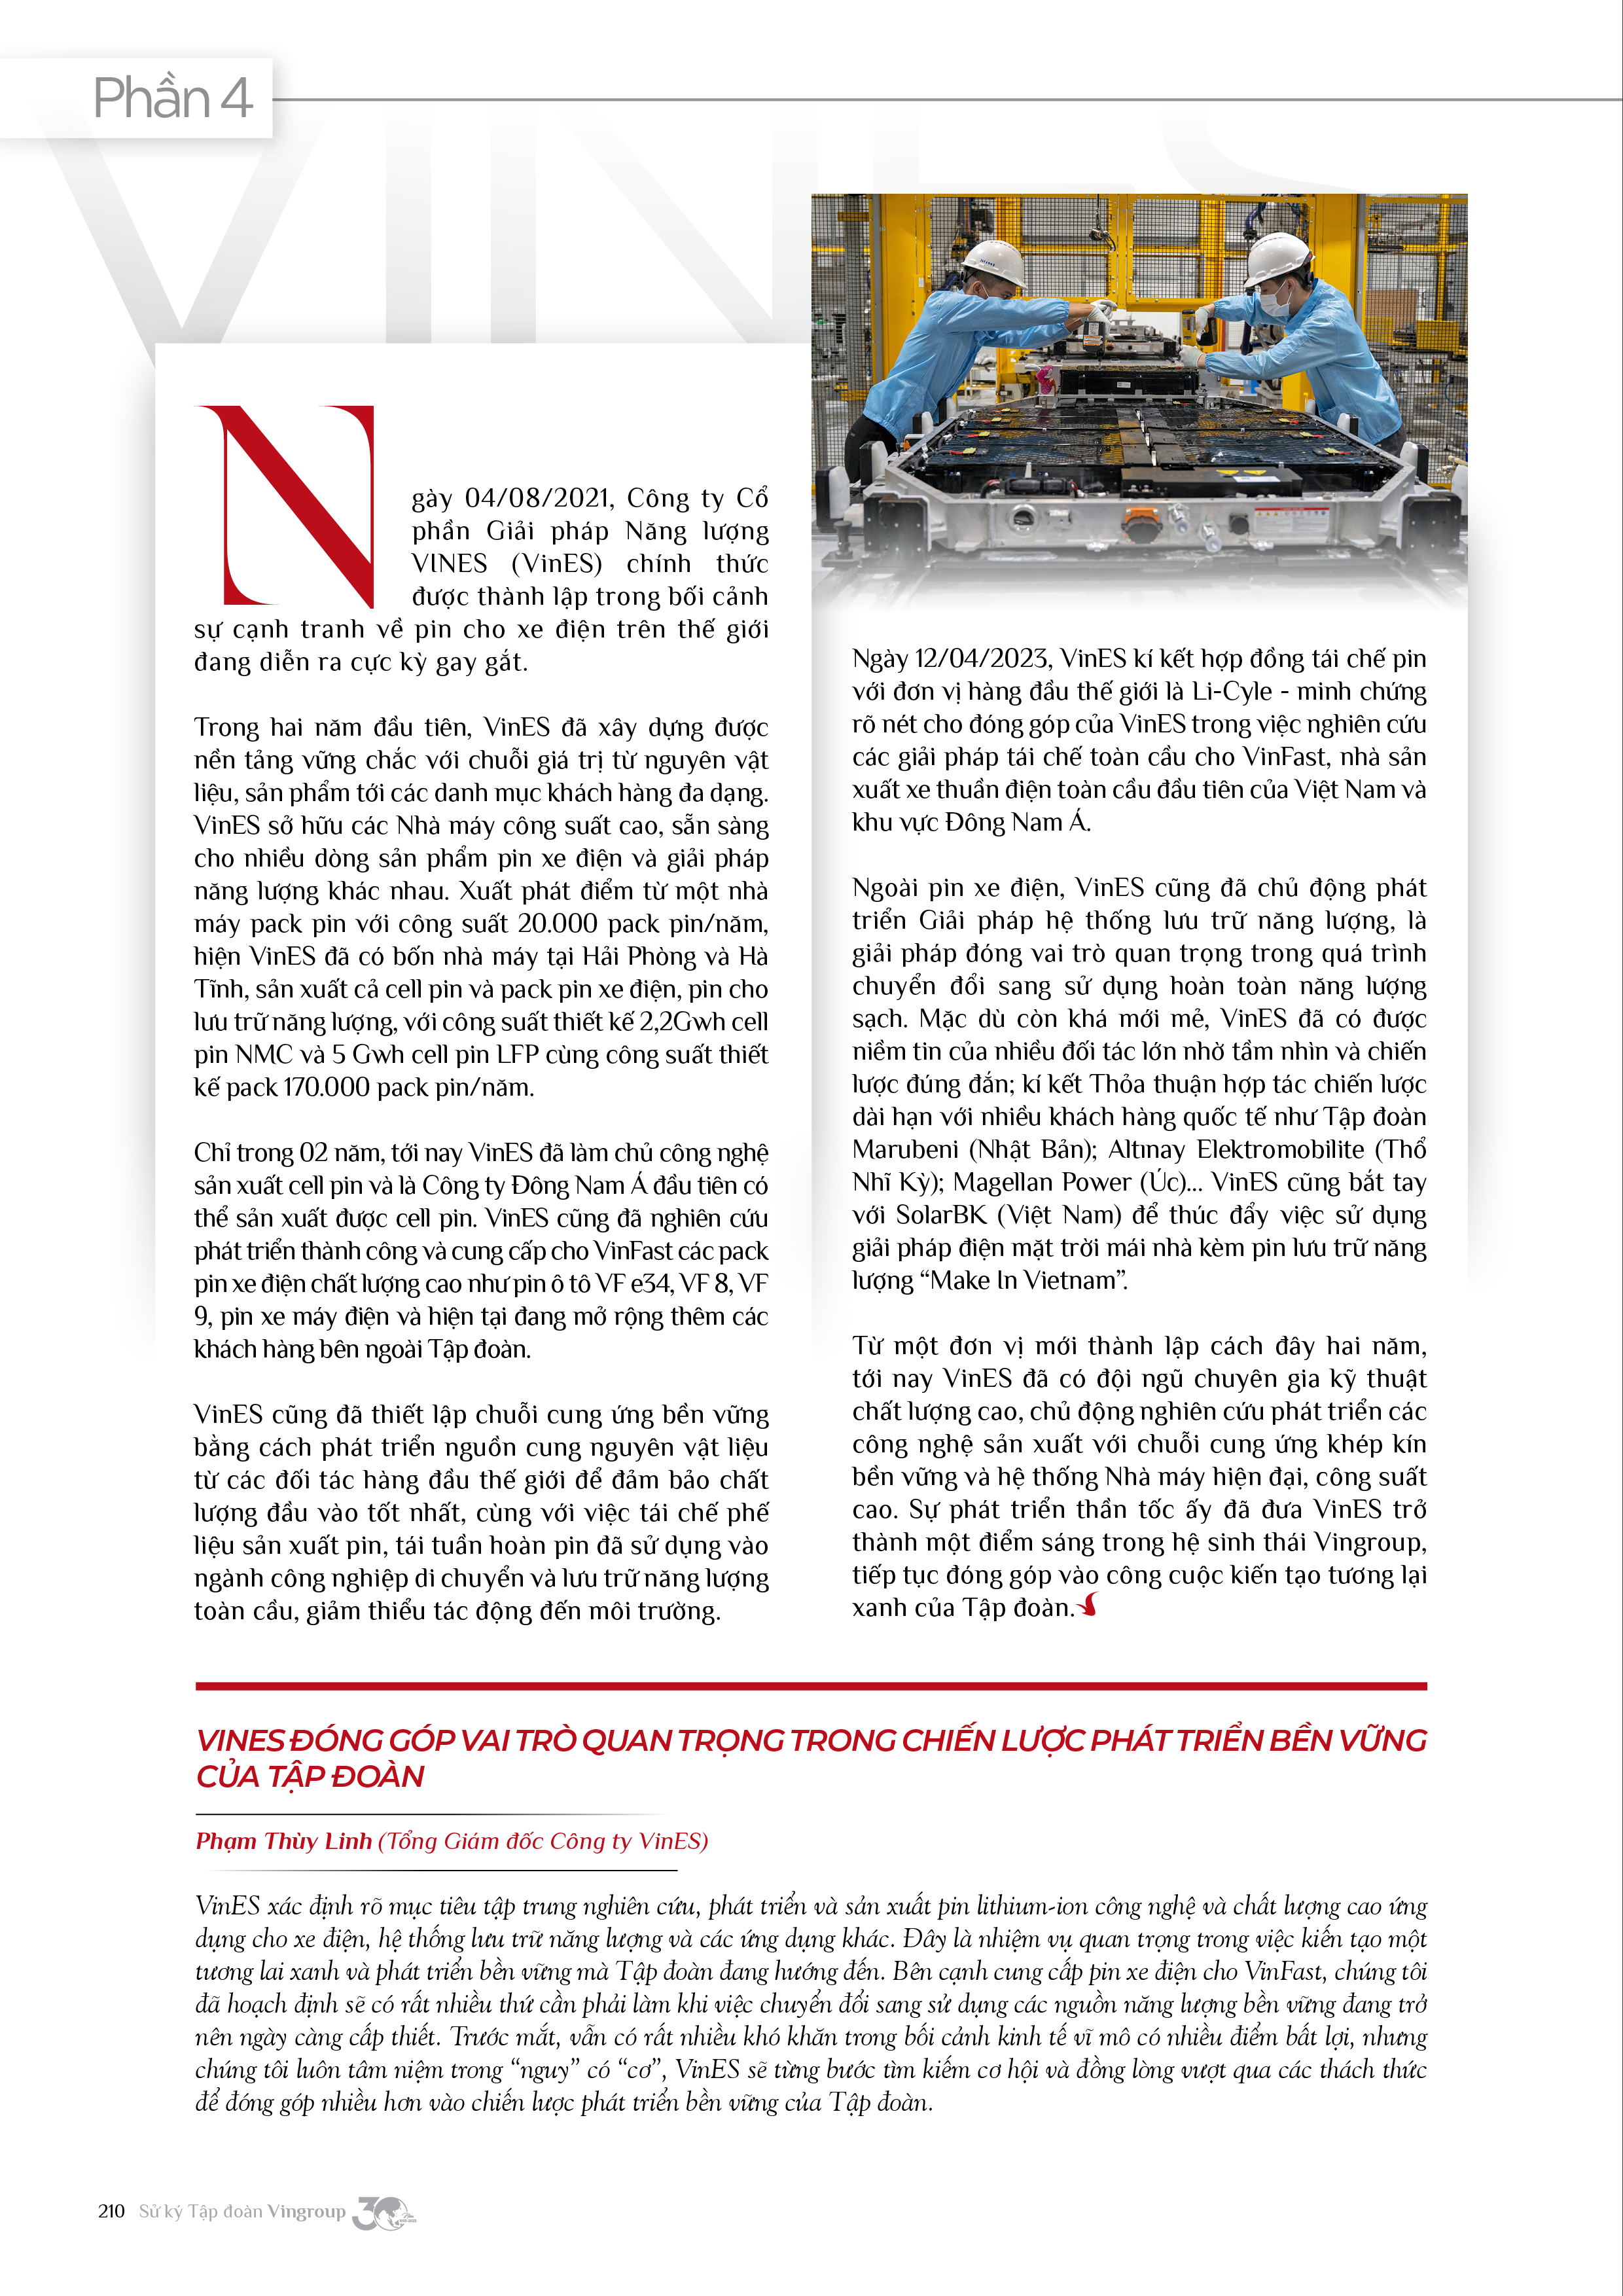 Phần 4
VINES
Ngày 04/08/2021, Công ty Cổ
phần Giải pháp Năng lượng
VINES (VinES) chính thức
được thành lập trong bối cảnh
sự cạnh tranh về pin cho xe điện trên thế giới
đang diễn ra cực kỳ gay gắt.
Trong hai năm đầu tiên, VinES đã xây dựng được
nền tảng vững chắc với chuỗi giá trị từ nguyên vật
liệu, sản phẩm tới các danh mục khách hàng đa dạng.
VinES sở hữu các Nhà máy công suất cao, sẵn sàng
cho nhiều dòng sản phẩm pin xe điện và giải pháp
năng lượng khác nhau. Xuất phát điểm từ một nhà
máy pack pin với công suất 20.000 pack pin/năm,
hiện VinES đã có bốn nhà máy tại Hải Phòng và Hà
Tĩnh, sản xuất cả cell pin và pack pin xe điện, pin cho
lưu trữ năng lượng, với công suất thiết kế 2,2Gwh cell
pin NMC và 5 Gwh cell pin LFP cùng công suất thiết
kế pack 170.000 pack pin/năm.
Chỉ trong 02 năm, tới nay VinES đã làm chủ công nghệ
sản xuất cell pin và là Công ty Đông Nam Á đầu tiên có
thể sản xuất được cell pin. VinES cũng đã nghiên cứu
phát triển thành công và cung cấp cho VinFast các pack
pin xe điện chất lượng cao như pin ô tô VF e34, VF 8, VF
9, pin xe máy điện và hiện tại đang mở rộng thêm các
khách hàng bên ngoài Tập đoàn.
VinES cũng đã thiết lập chuỗi cung ứng bền vững
bằng cách phát triển nguồn cung nguyên vật liệu
từ các đối tác hàng đầu thế giới để đảm bảo chất
lượng đầu vào tốt nhất, cùng với việc tái chế phế
liệu sản xuất pin, tái tuần hoàn pin đã sử dụng vào
ngành công nghiệp di chuyển và lưu trữ năng lượng
toàn cầu, giảm thiểu tác động đến môi trường.
Ngày 12/04/2023, VinES kí kết hợp đồng tái chế pin
với đơn vị hàng đầu thế giới là Li-Cyle - minh chứng
rõ nét cho đóng góp của VinES trong việc nghiên cứu
các giải pháp tái chế toàn cầu cho VinFast, nhà sản
xuất xe thuần điện toàn cầu đầu tiên của Việt Nam và
khu vực Đông Nam Á.
Ngoài pin xe điện, VinES cũng đã chủ động phát
triển Giải pháp hệ thống lưu trữ năng lượng, là
giải pháp đóng vai trò quan trọng trong quá trình
chuyển đổi sang sử dụng hoàn toàn năng lượng
sạch. Mặc dù còn khá mới mẻ, VinES đã có được
niềm tin của nhiều đối tác lớn nhờ tầm nhìn và chiến
lược đúng đắn; kí kết Thỏa thuận hợp tác chiến lược
dài hạn với nhiều khách hàng quốc tế như Tập đoàn
Marubeni (Nhật Bản); Altınay Elektromobilite (Thổ
Nhĩ Kỳ); Magellan Power (Úc)... VinES cũng bắt tay
với SolarBK (Việt Nam) để thúc đẩy việc sử dụng
giải pháp điện mặt trời mái nhà kèm pin lưu trữ năng
lượng “Make In Vietnam”.
Từ một đơn vị mới thành lập cách đây hai năm,
tới nay VinES đã có đội ngũ chuyên gia kỹ thuật
chất lượng cao, chủ động nghiên cứu phát triển các
công nghệ sản xuất với chuỗi cung ứng khép kín
bền vững và hệ thống Nhà máy hiện đại, công suất
cao. Sự phát triển thần tốc ấy đã đưa VinES trở
thành một điểm sáng trong hệ sinh thái Vingroup,
tiếp tục đóng góp vào công cuộc kiến tạo tương lại
xanh của Tập đoàn.
VINES ĐÓNG GÓP VAI TRÒ QUAN TRỌNG TRONG CHIẾN LƯỢC PHÁT TRIỂN BỀN VỮNG
CỦA TẬP ĐOÀN
Phạm Thùy Linh (Tổng Giám đốc Công ty VinES)
VinES xác định rõ mục tiêu tập trung nghiên cứu, phát triển và sản xuất pin lithium-ion công nghệ và chất lượng cao ứng
dụng cho xe điện, hệ thống lưu trữ năng lượng và các ứng dụng khác. Đây là nhiệm vụ quan trọng trong việc kiến tạo một
tương lai xanh và phát triển bền vững mà Tập đoàn đang hướng đến. Bên cạnh cung cấp pin xe điện cho VinFast, chúng tôi
đã hoạch định sẽ có rất nhiều thứ cần phải làm khi việc chuyển đổi sang sử dụng các nguồn năng lượng bền vững đang trở
nên ngày càng cấp thiết. Trước mắt, vẫn có rất nhiều khó khăn trong bối cảnh kinh tế vĩ mô có nhiều điểm bất lợi, nhưng
chúng tôi luôn tâm niệm trong “nguy” có “cơ”, VinES sẽ từng bước tìm kiếm cơ hội và đồng lòng vượt qua các thách thức
để đóng góp nhiều hơn vào chiến lược phát triển bền vững của Tập đoàn.
210 Sử ký Tập đoàn Vingroup 30